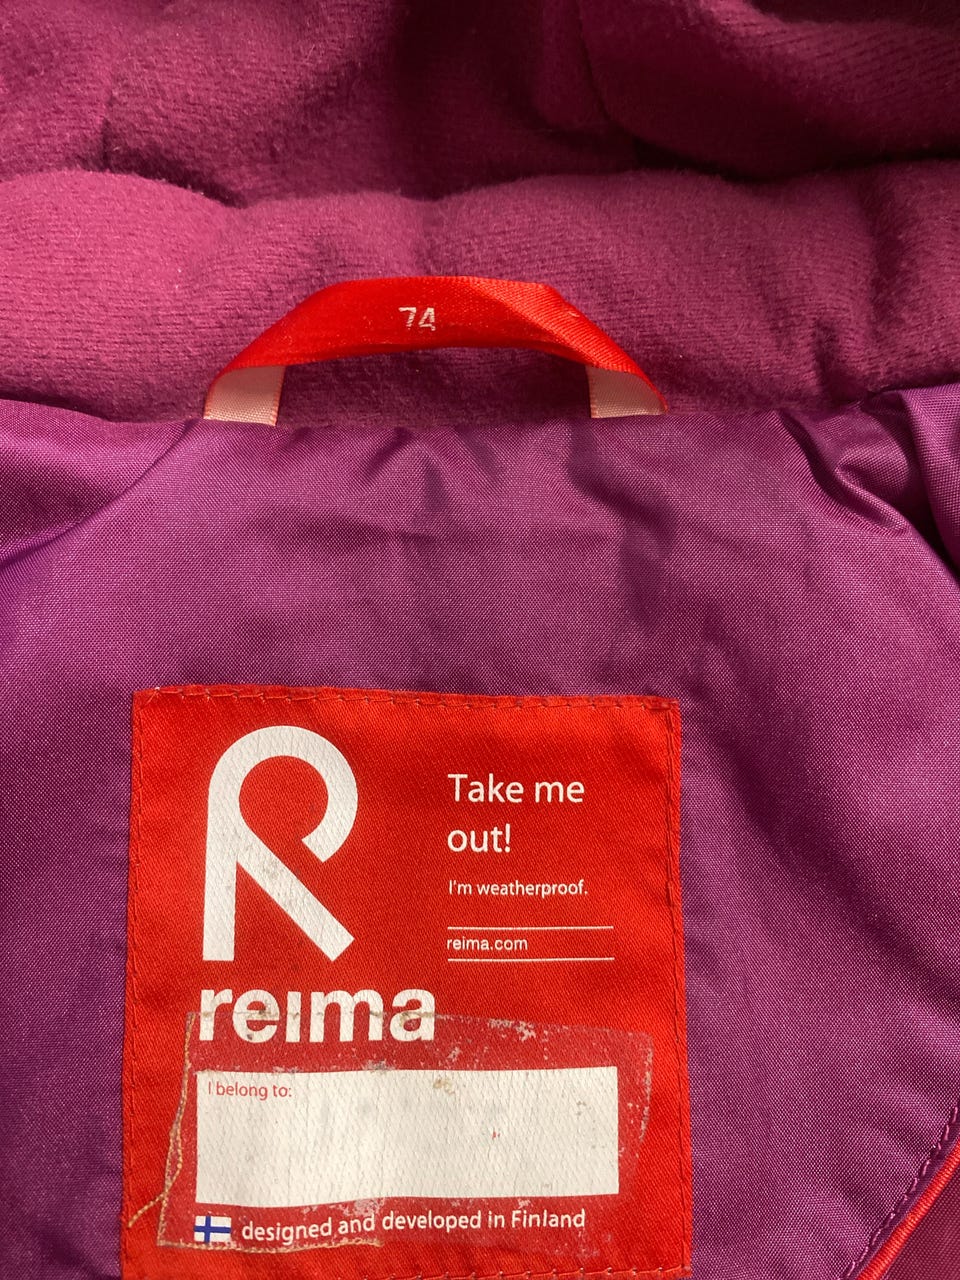 74
Take me
out!
I'm weatherproof.
reima.com
reima
I belong to:
designed and developed in Finland